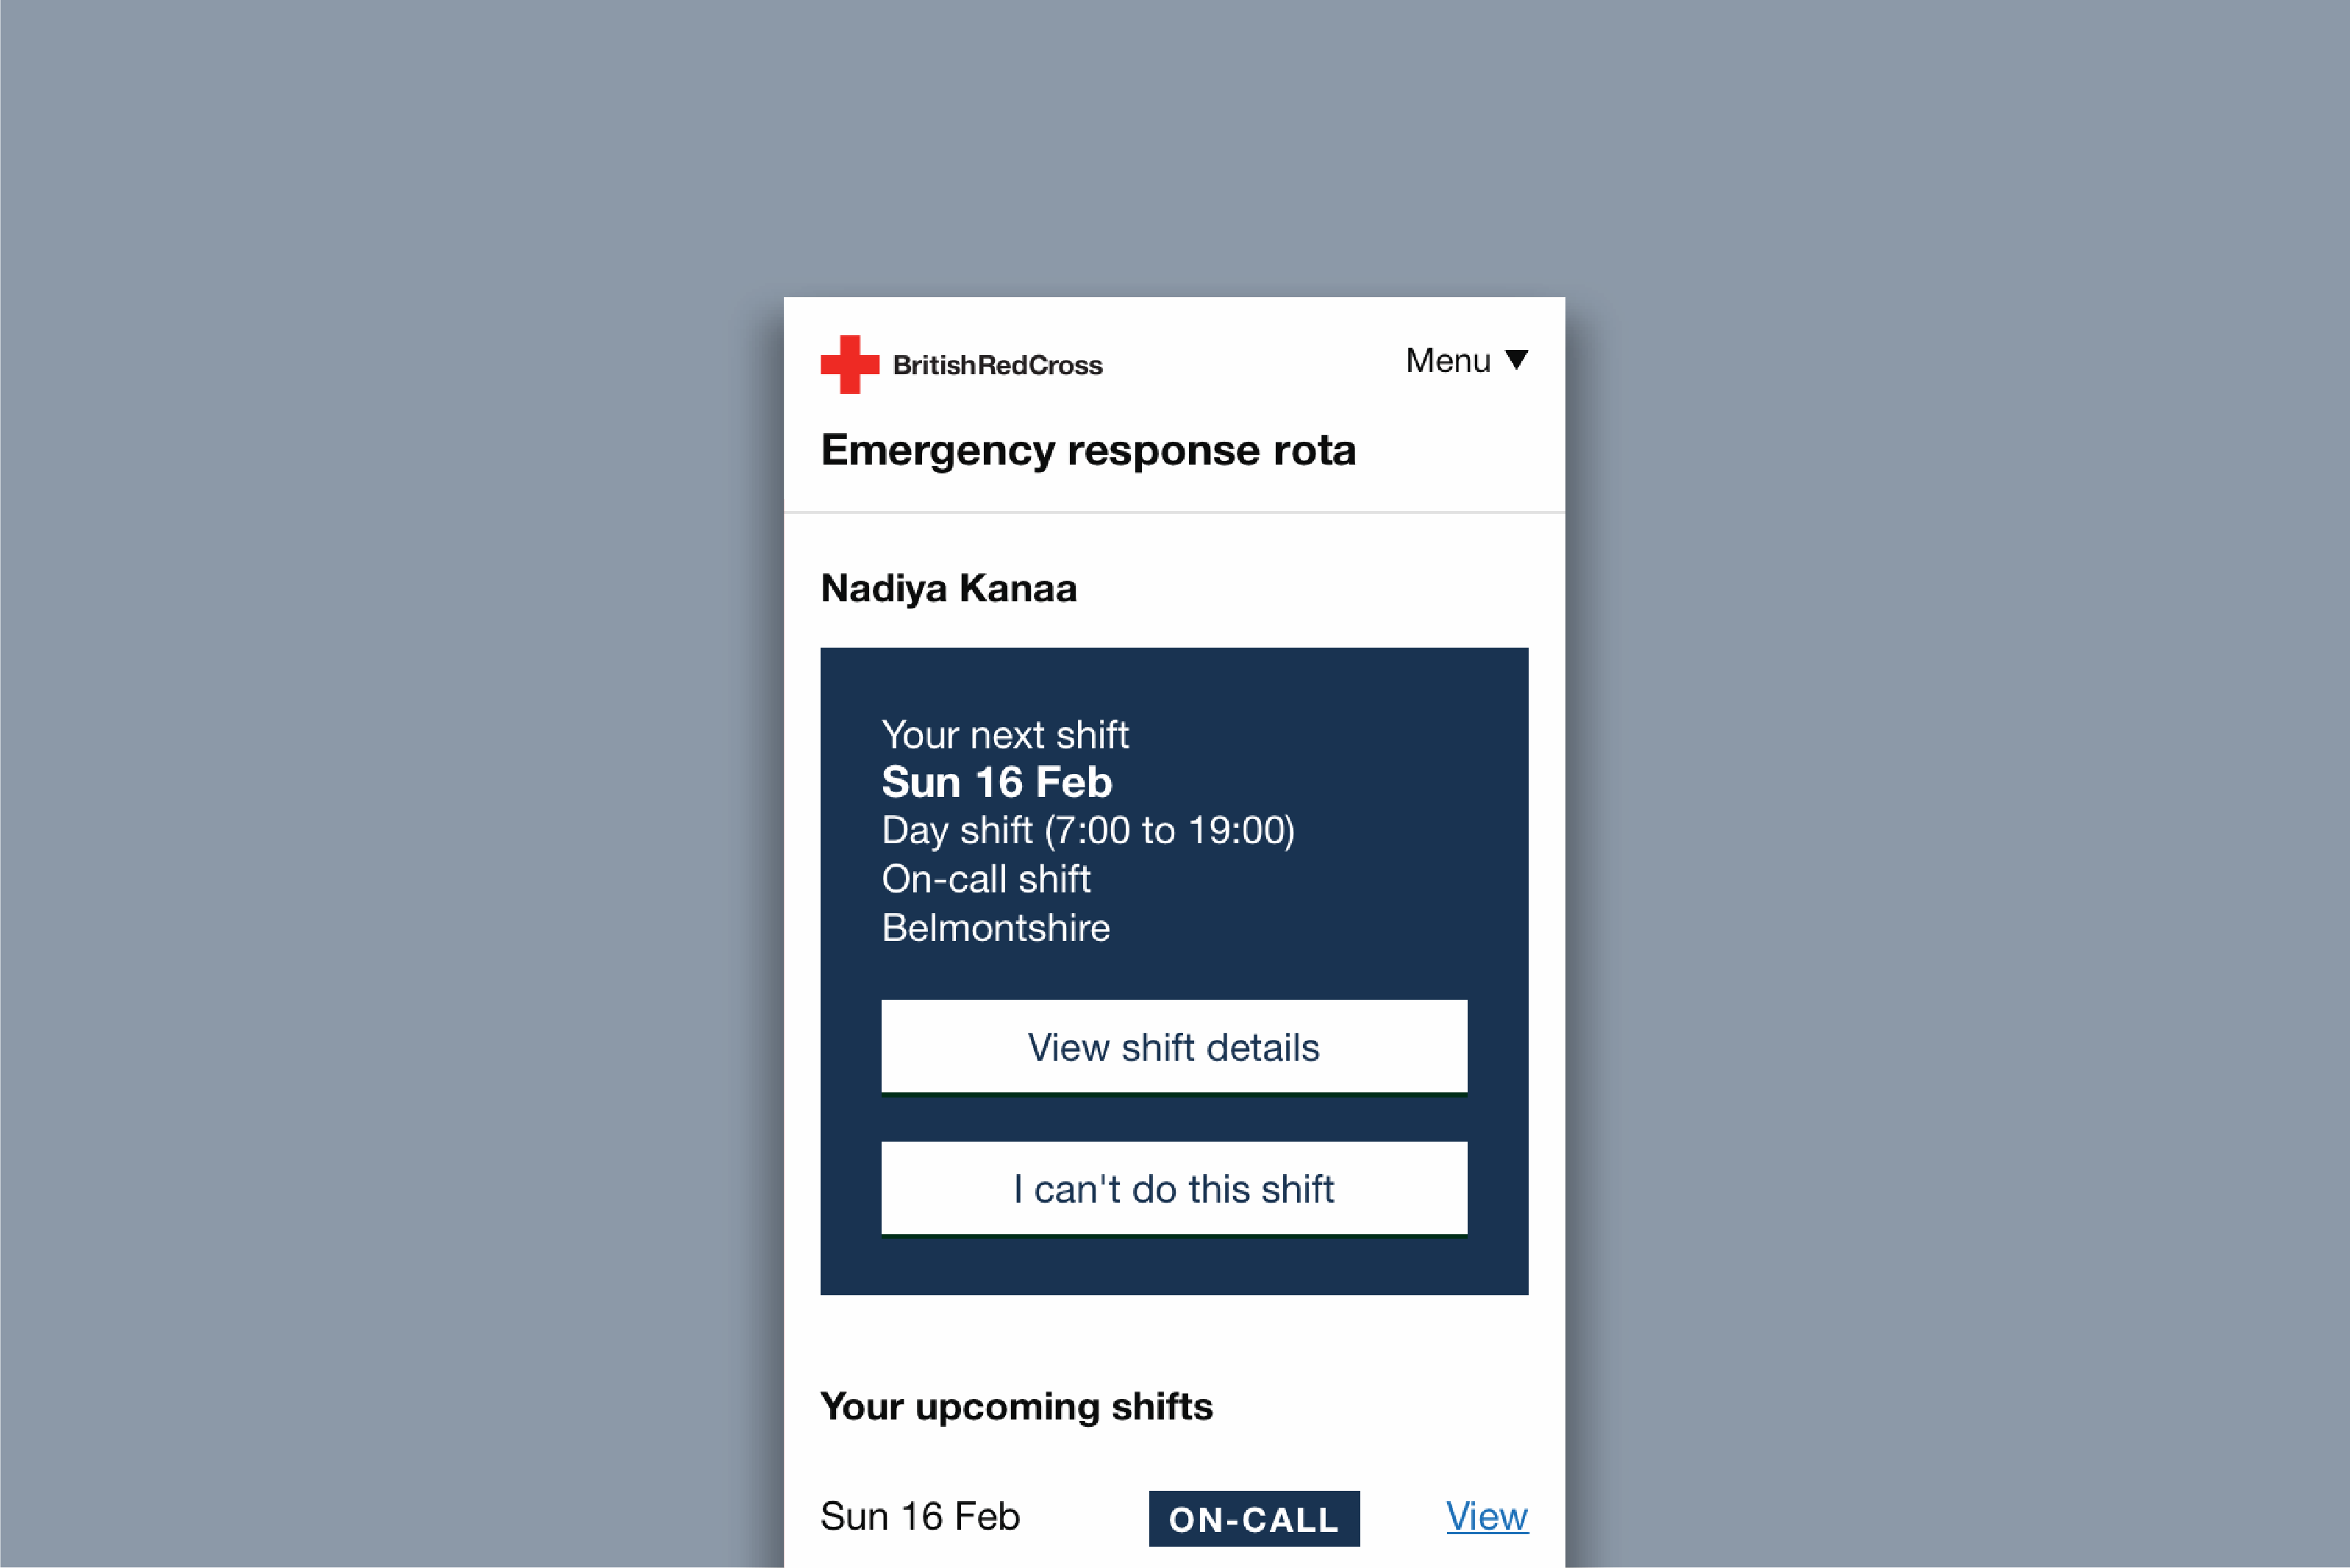 BritishRedCross
Menu ▼
Emergency response rota
Nadiya Kanaa
Your next shift
Sun 16 Feb
Day shift (7:00 to 19:00)
On-call shift
Belmontshire
View shift details
I can't do this shift
Your upcoming shifts
Sun 16 Feb
ON-CALL
View